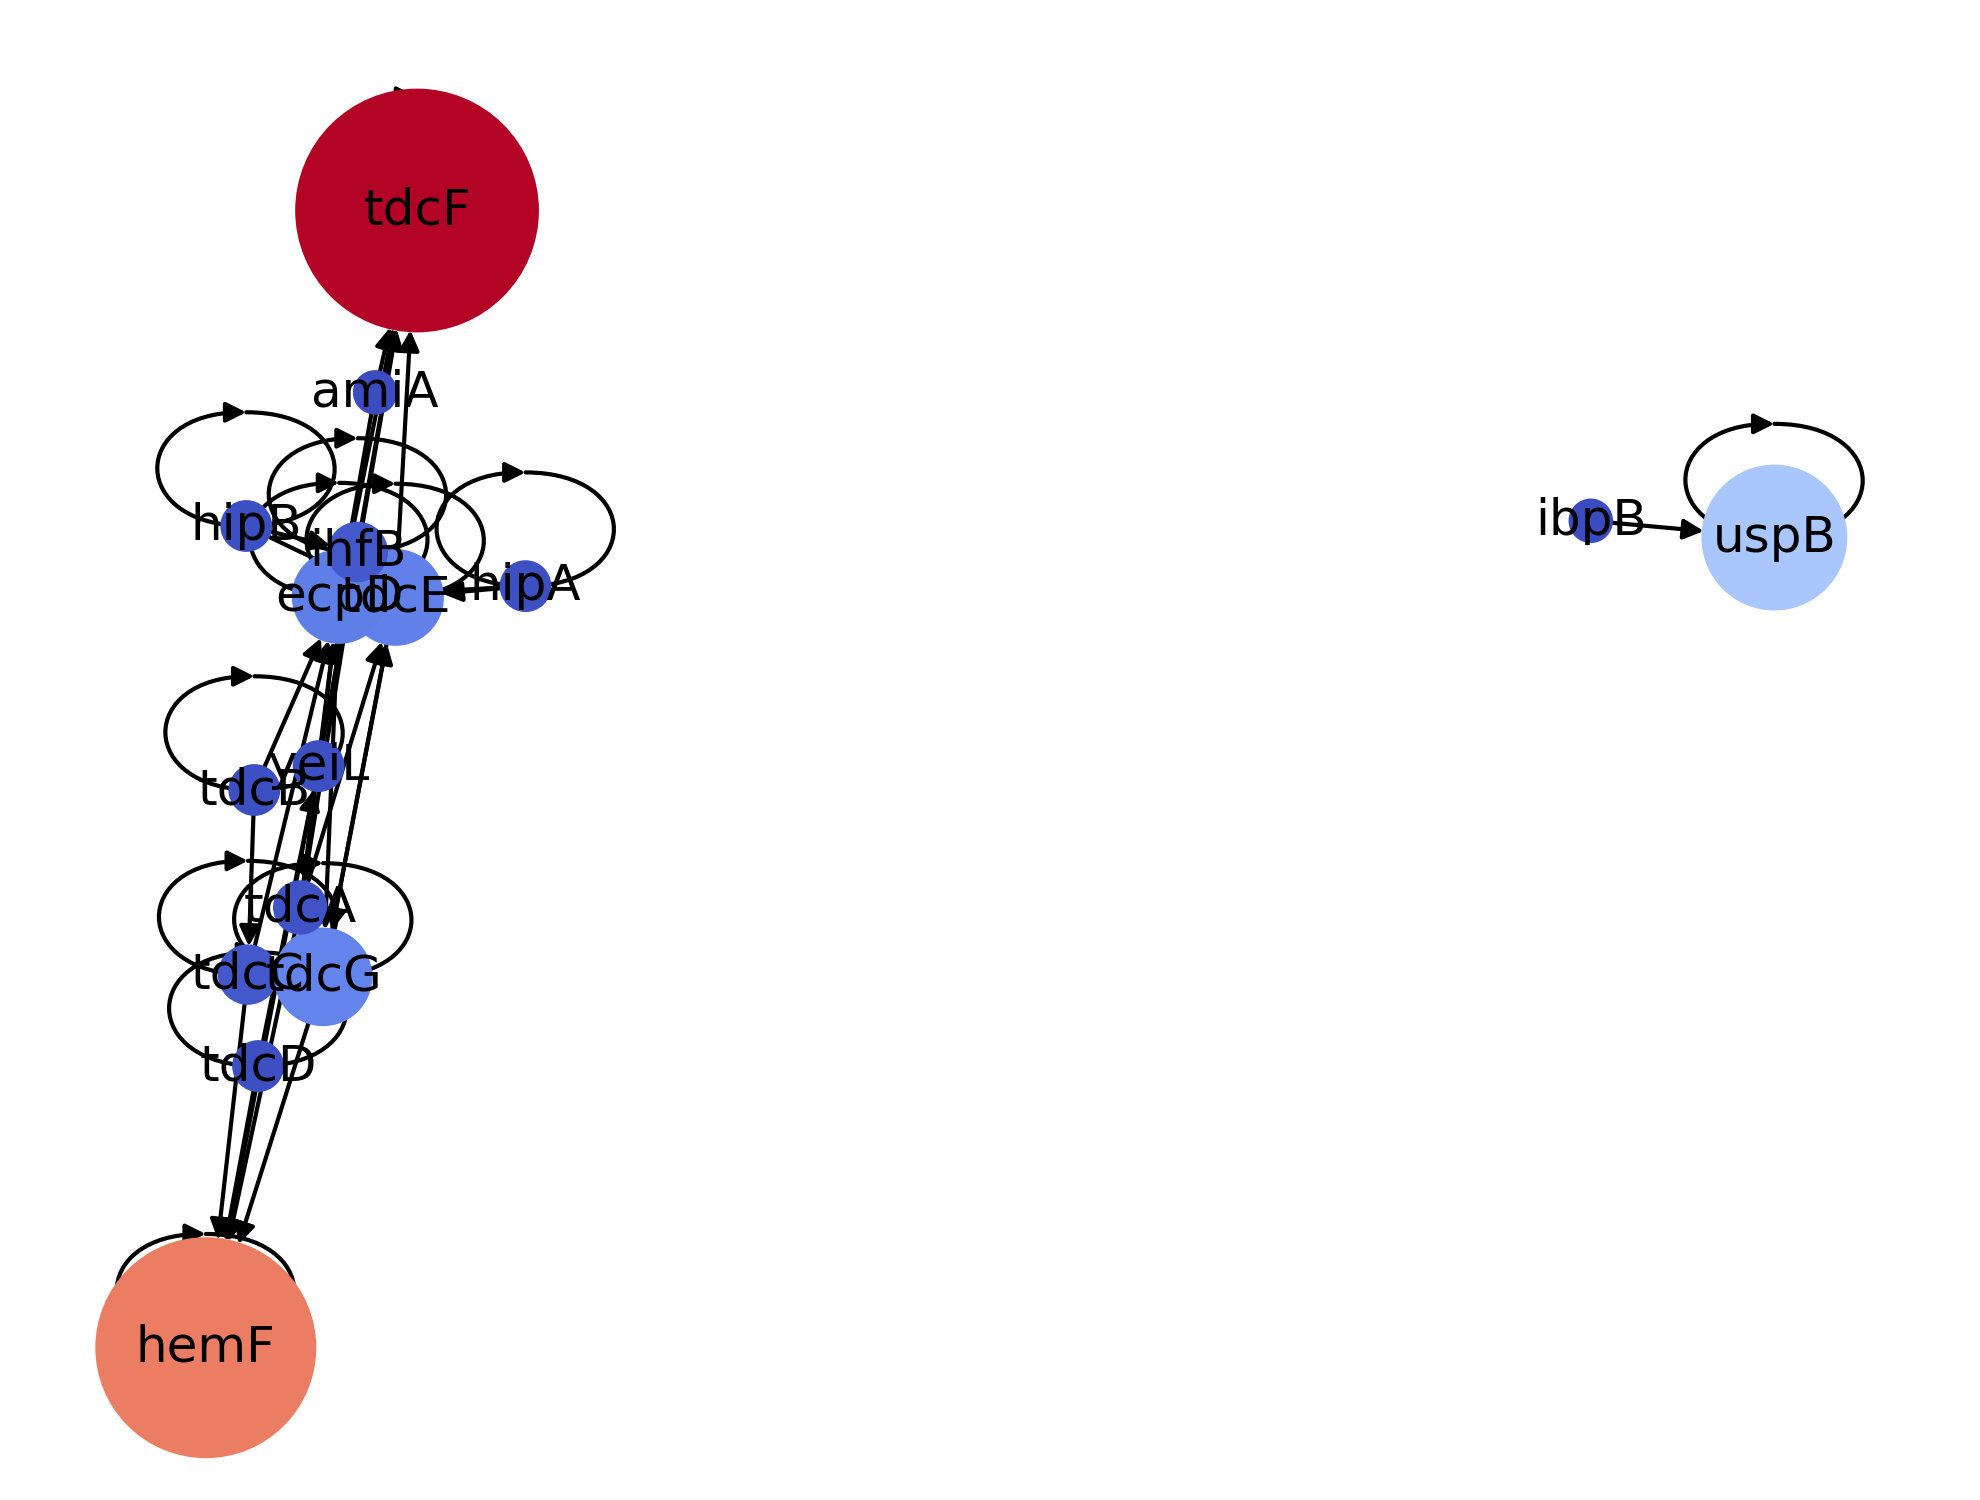 tdcF
amiA
hipB
ihfB
ecpD
tdcE
hipA
ibpB
uspB
yeiL
tdcB
tdcA
tdcC
tdcG
tdcD
hemF